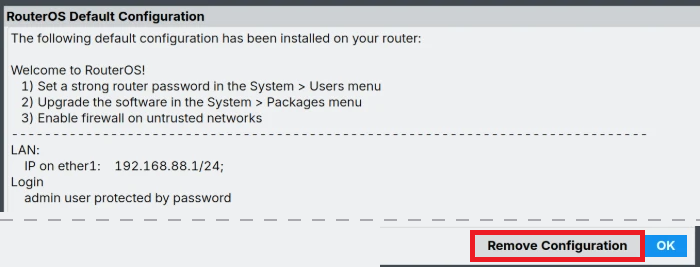 RouterOS Default Configuration
The following default configuration has been installed on your router:
Welcome to RouterOS!
1) Set a strong router password in the System > Users menu
2) Upgrade the software in the System > Packages menu
3) Enable firewall on untrusted networks
-----------------------------------------------------------------------------
LAN:
IP on ether1: 192.168.88.1/24;
Login
admin user protected by password
Remove Configuration OK